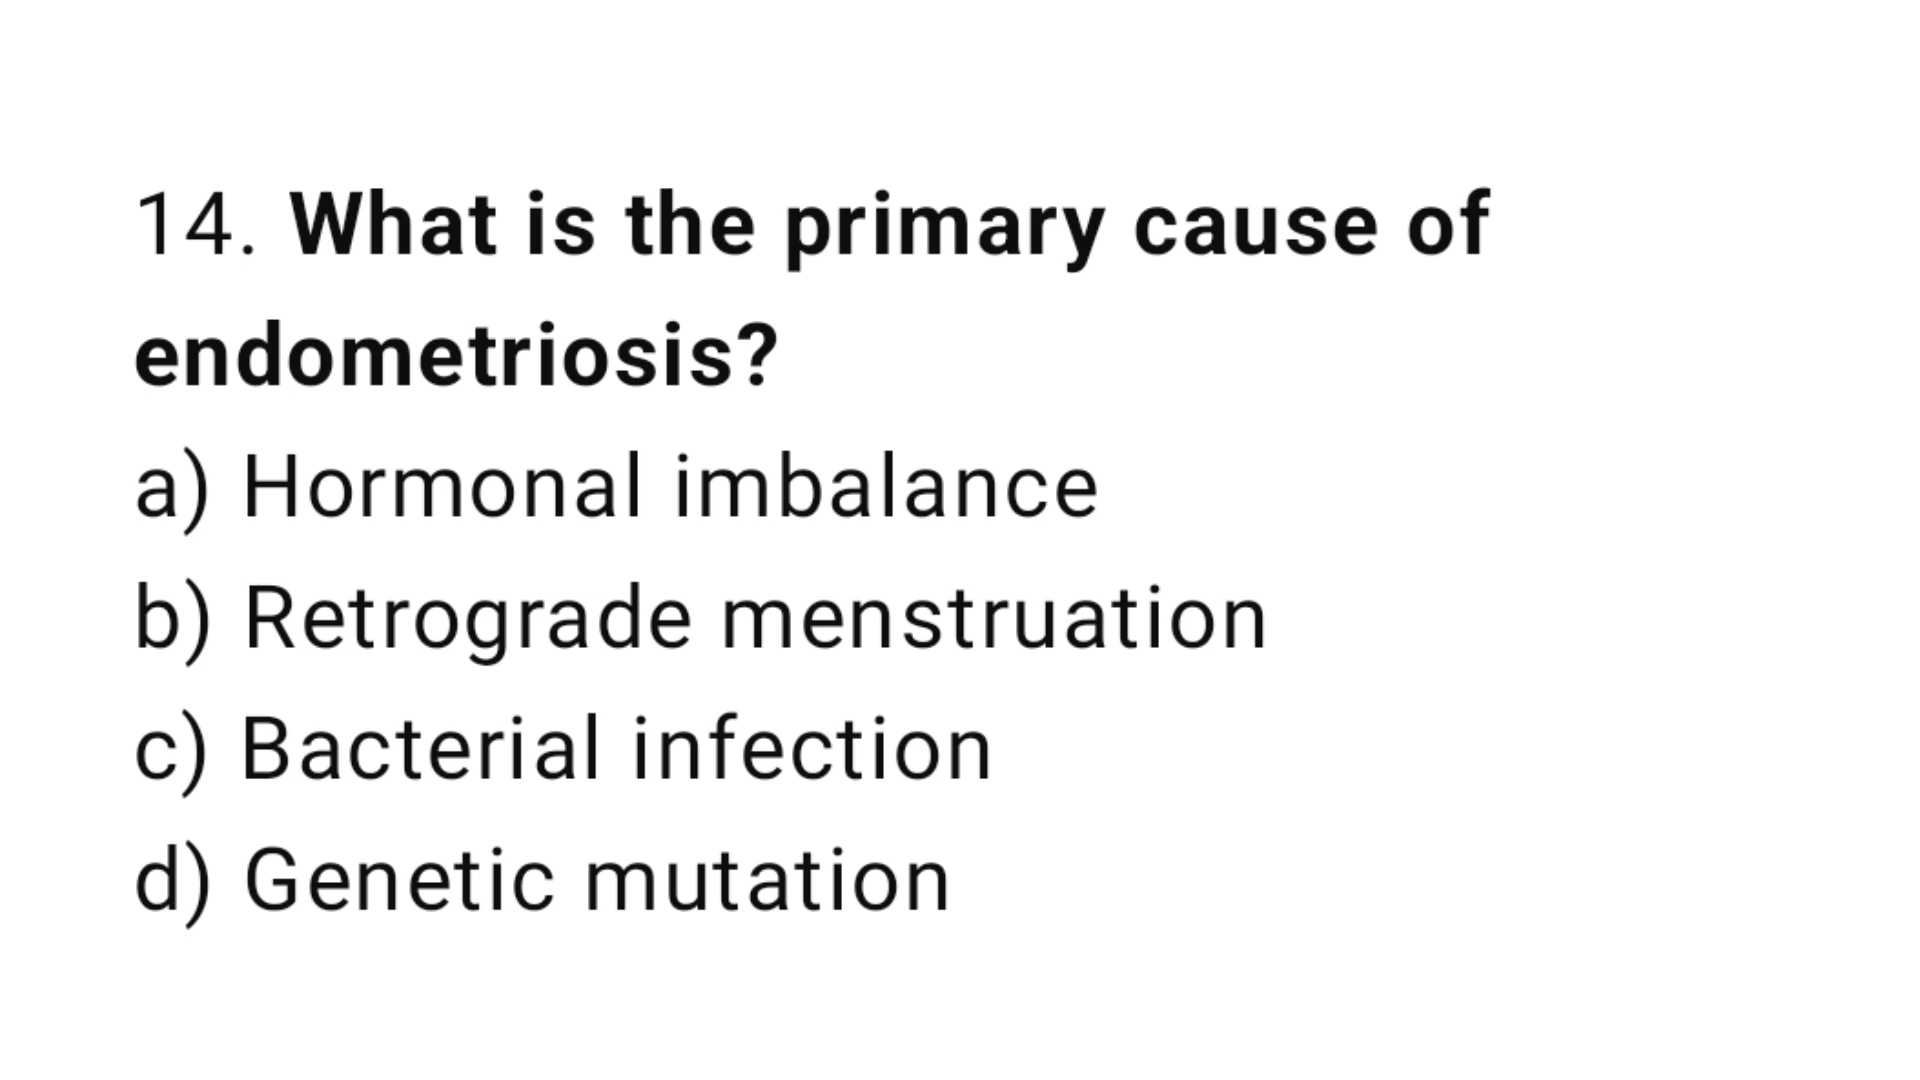 14. What is the primary cause of
endometriosis?
a) Hormonal imbalance
b) Retrograde menstruation
c) Bacterial infection
d) Genetic mutation